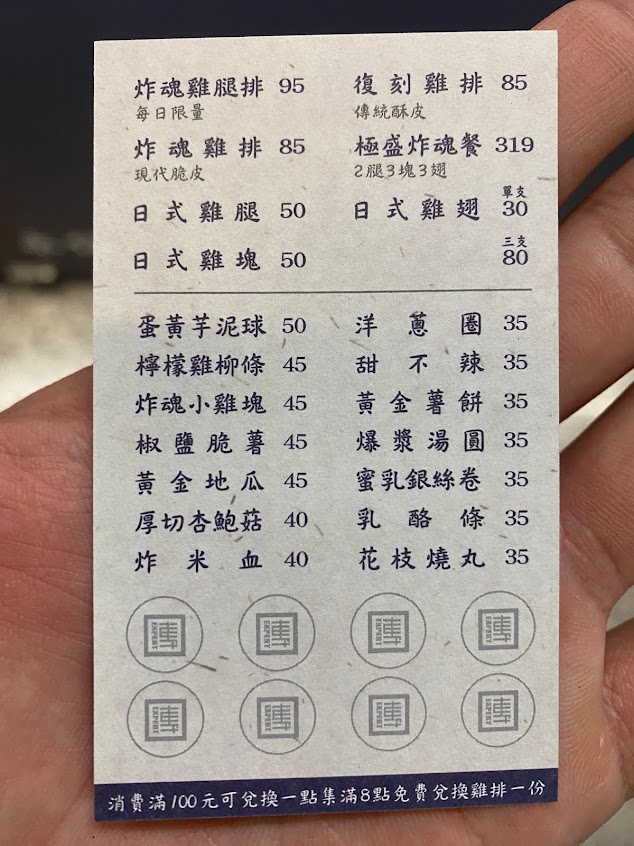 炸魂雞腿排 95
每日限量
炸魂雞排 85
現代脆皮
日式雞腿 50
日式雞塊 50
復刻雞排 85
傳統酥皮
極盛炸魂餐 319
2腿3塊3翅
日式雞翅 單支 30
三支 80
蛋黃芋泥球 50
檸檬雞柳條 45
炸魂小雞塊 45
椒鹽脆薯 45
黃金地瓜 45
厚切杏鮑菇 40
炸米血 40
洋蔥圈 35
甜不辣 35
黃金薯餅 35
爆漿湯圓 35
蜜乳銀絲卷 35
乳酪條 35
花枝燒丸 35
EXPERT
EXPERT
EXPERT
EXPERT
EXPERT
EXPERT
EXPERT
EXPERT
消費滿100元可兌換一點集滿8點免費兌換雞排一份